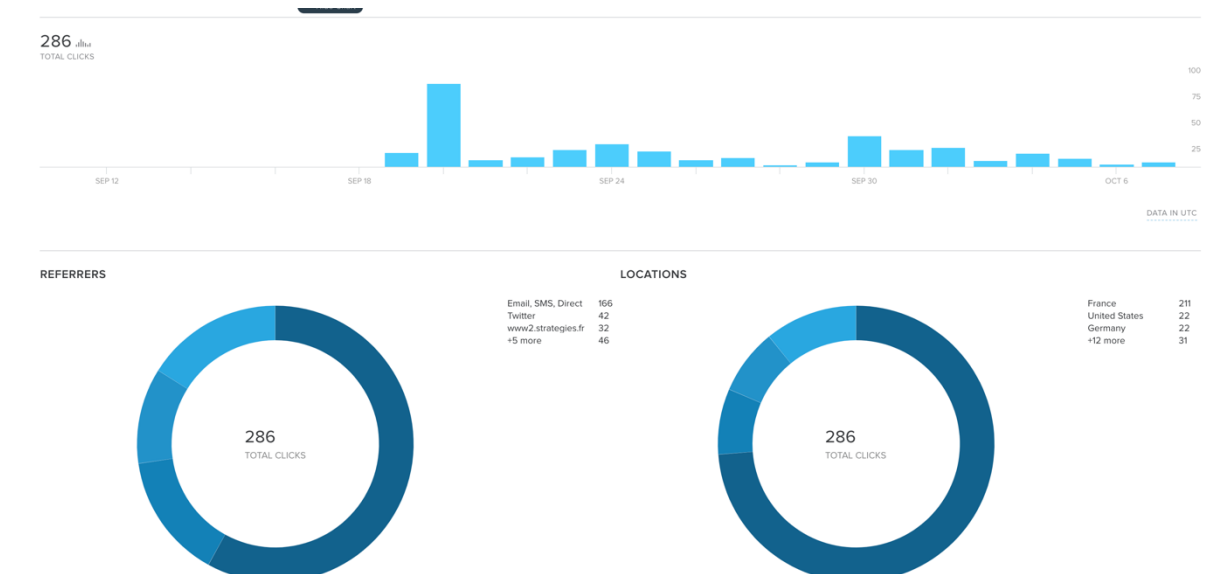 286
TOTAL CLICKS
100
75
50
25
SEP 12 SEP 18 SEP 24 SEP 30 OCT 6
DATA IN UTC
REFERRERS
Email, SMS, Direct 166
Twitter 42
www2.strategies.fr 32
+5 more 46
286
TOTAL CLICKS
LOCATIONS
France 211
United States 22
Germany 22
+12 more 31
286
TOTAL CLICKS